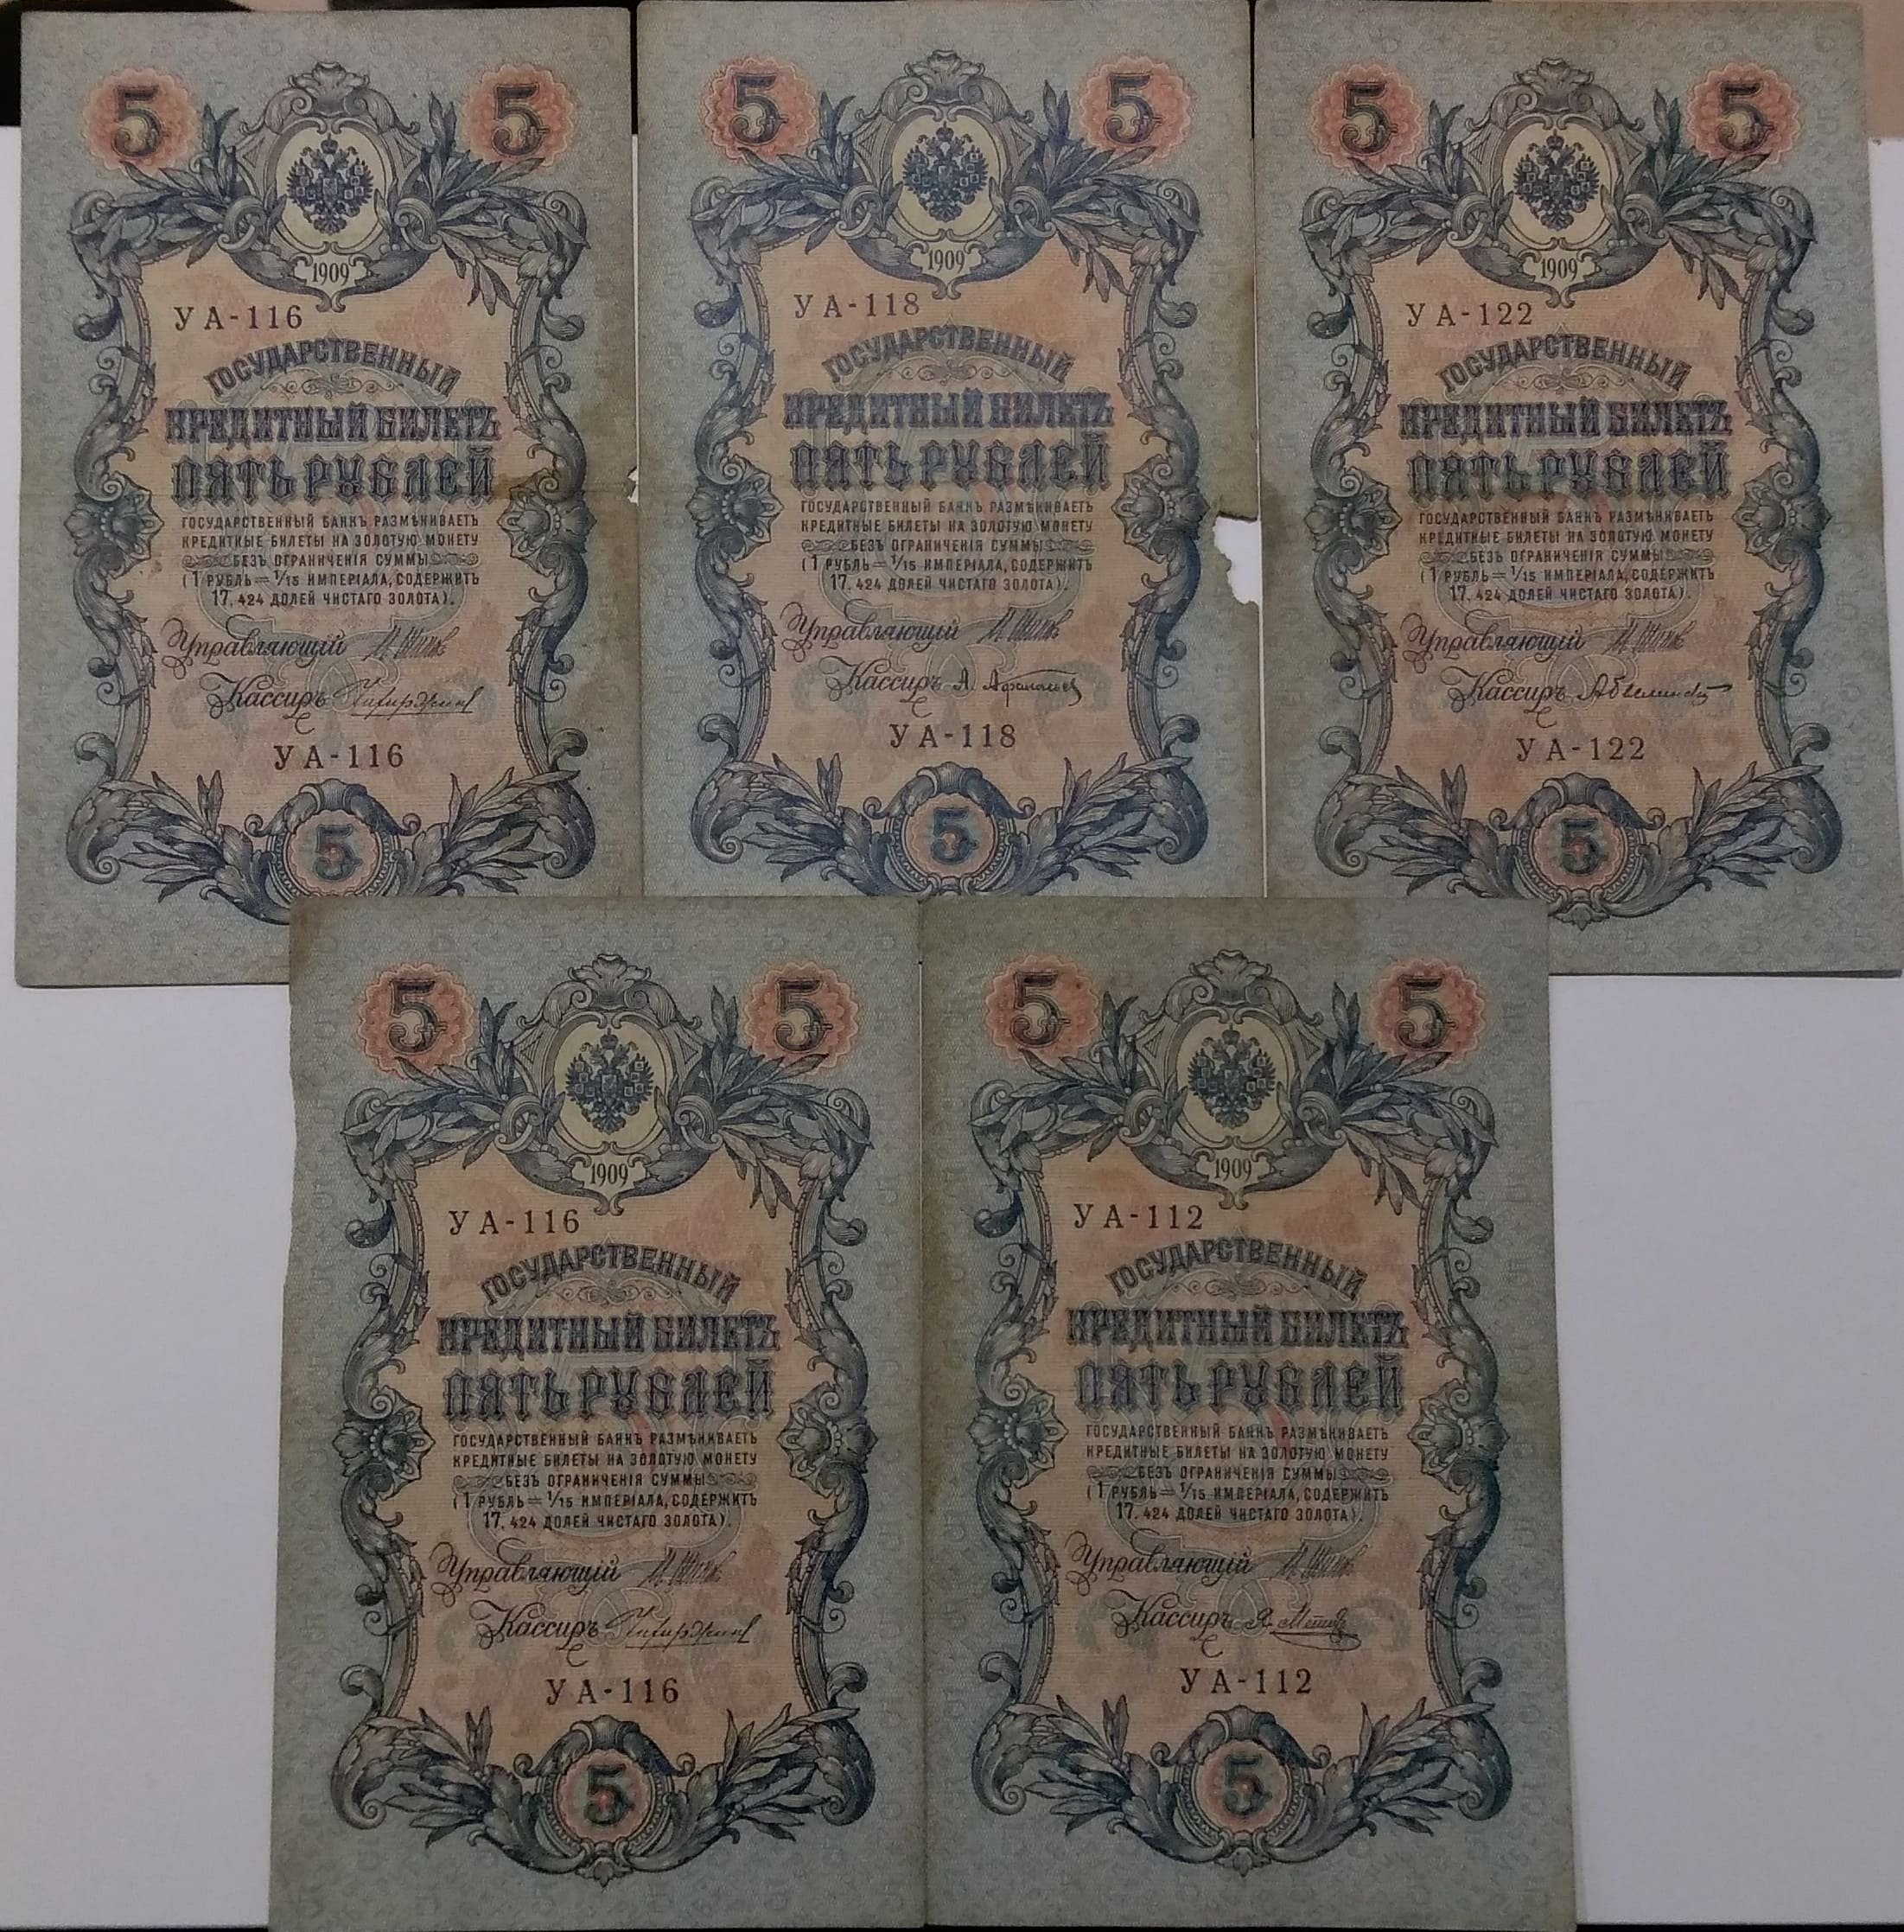 5 5
1909
УА-116
ГОСУДАРСТВЕННЫЙ
КРЕДИТНЫЙ БИЛЕТЪ
ПЯТЬ РУБЛЕЙ
ГОСУДАРСТВЕННЫЙ БАНКЪ РАЗМѢНИВАЕТЪ
КРЕДИТНЫЕ БИЛЕТЫ НА ЗОЛОТУЮ МОНЕТУ
БЕЗЪ ОГРАНИЧЕНІЯ СУММЫ
(1 РУБЛЬ = 1/15 ИМПЕРІАЛА, СОДЕРЖИТЪ
17,424 ДОЛЕЙ ЧИСТАГО ЗОЛОТА).
Управляющій
Кассиръ
УА-116
5
5 5
1909
УА-118
ГОСУДАРСТВЕННЫЙ
КРЕДИТНЫЙ БИЛЕТЪ
ПЯТЬ РУБЛЕЙ
ГОСУДАРСТВЕННЫЙ БАНКЪ РАЗМѢНИВАЕТЪ
КРЕДИТНЫЕ БИЛЕТЫ НА ЗОЛОТУЮ МОНЕТУ
БЕЗЪ ОГРАНИЧЕНІЯ СУММЫ
(1 РУБЛЬ = 1/15 ИМПЕРІАЛА, СОДЕРЖИТЪ
17,424 ДОЛЕЙ ЧИСТАГО ЗОЛОТА).
Управляющій
Кассиръ
УА-118
5
5 5
1909
УА-122
ГОСУДАРСТВЕННЫЙ
КРЕДИТНЫЙ БИЛЕТЪ
ПЯТЬ РУБЛЕЙ
ГОСУДАРСТВЕННЫЙ БАНКЪ РАЗМѢНИВАЕТЪ
КРЕДИТНЫЕ БИЛЕТЫ НА ЗОЛОТУЮ МОНЕТУ
БЕЗЪ ОГРАНИЧЕНІЯ СУММЫ
(1 РУБЛЬ = 1/15 ИМПЕРІАЛА, СОДЕРЖИТЪ
17,424 ДОЛЕЙ ЧИСТАГО ЗОЛОТА).
Управляющій
Кассиръ
УА-122
5
5 5
1909
УА-116
ГОСУДАРСТВЕННЫЙ
КРЕДИТНЫЙ БИЛЕТЪ
ПЯТЬ РУБЛЕЙ
ГОСУДАРСТВЕННЫЙ БАНКЪ РАЗМѢНИВАЕТЪ
КРЕДИТНЫЕ БИЛЕТЫ НА ЗОЛОТУЮ МОНЕТУ
БЕЗЪ ОГРАНИЧЕНІЯ СУММЫ
(1 РУБЛЬ = 1/15 ИМПЕРІАЛА, СОДЕРЖИТЪ
17,424 ДОЛЕЙ ЧИСТАГО ЗОЛОТА).
Управляющій
Кассиръ
УА-116
5
5 5
1909
УА-112
ГОСУДАРСТВЕННЫЙ
КРЕДИТНЫЙ БИЛЕТЪ
ПЯТЬ РУБЛЕЙ
ГОСУДАРСТВЕННЫЙ БАНКЪ РАЗМѢНИВАЕТЪ
КРЕДИТНЫЕ БИЛЕТЫ НА ЗОЛОТУЮ МОНЕТУ
БЕЗЪ ОГРАНИЧЕНІЯ СУММЫ
(1 РУБЛЬ = 1/15 ИМПЕРІАЛА, СОДЕРЖИТЪ
17,424 ДОЛЕЙ ЧИСТАГО ЗОЛОТА).
Управляющій
Кассиръ
УА-112
5